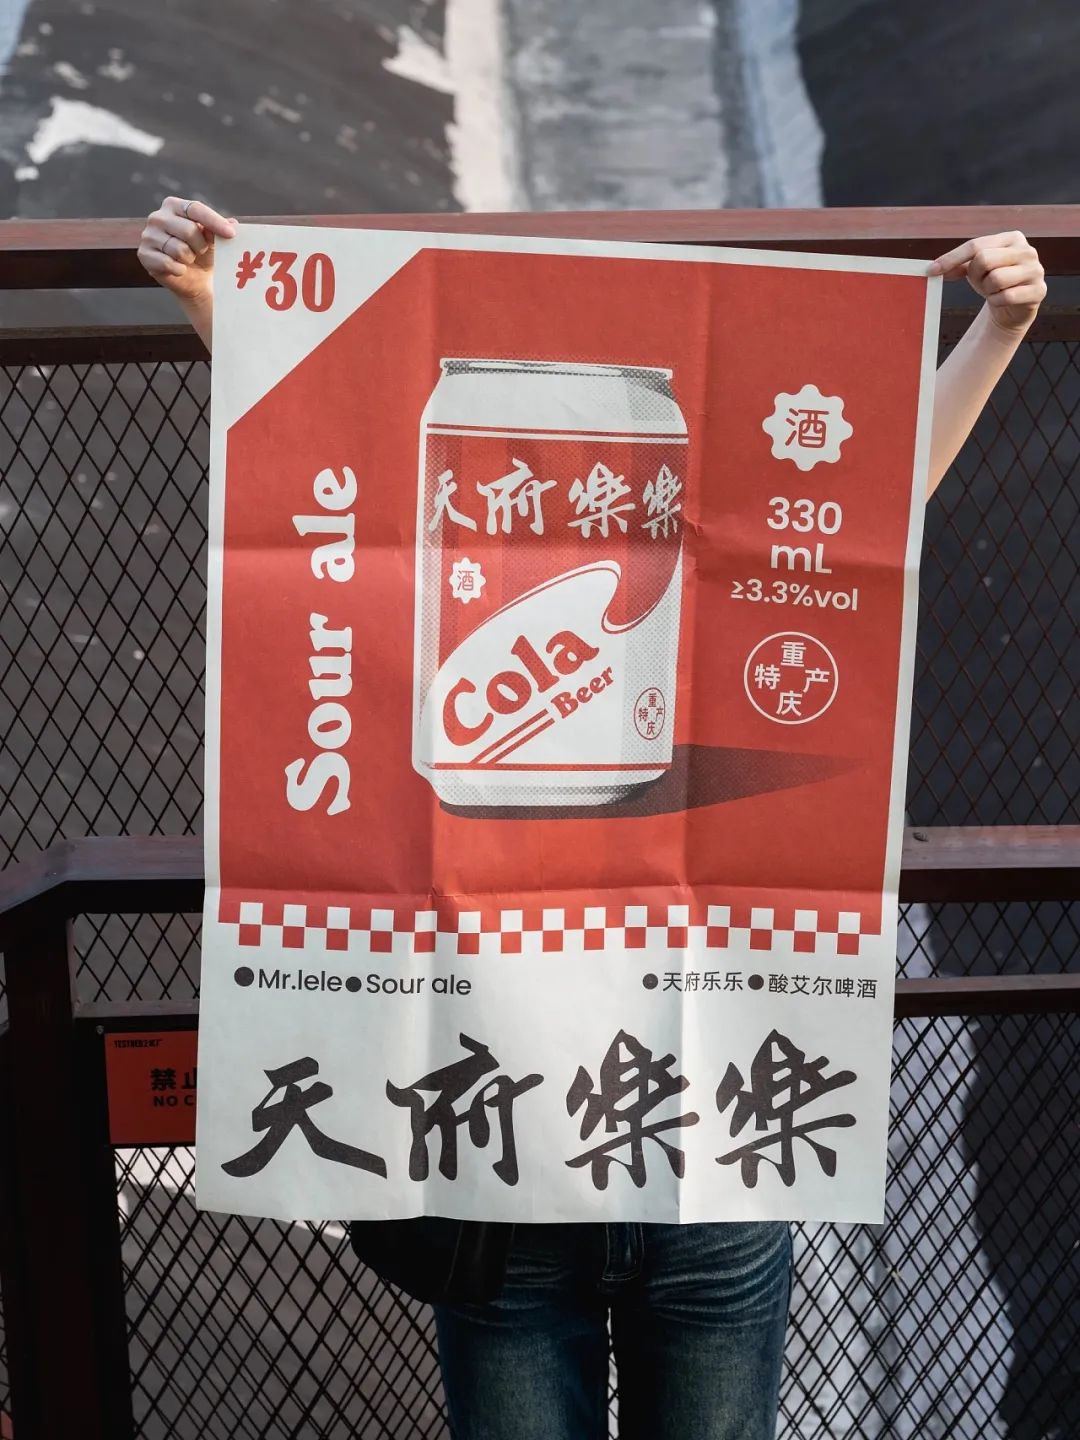 ¥30
Sour ale
天府樂樂
酒
Cola
Beer
重
特 产
庆
酒
330
mL
≥3.3%vol
重
特 产
庆
●Mr.lele●Sour ale
●天府乐乐●酸艾尔啤酒
天府樂樂
禁止
NO C